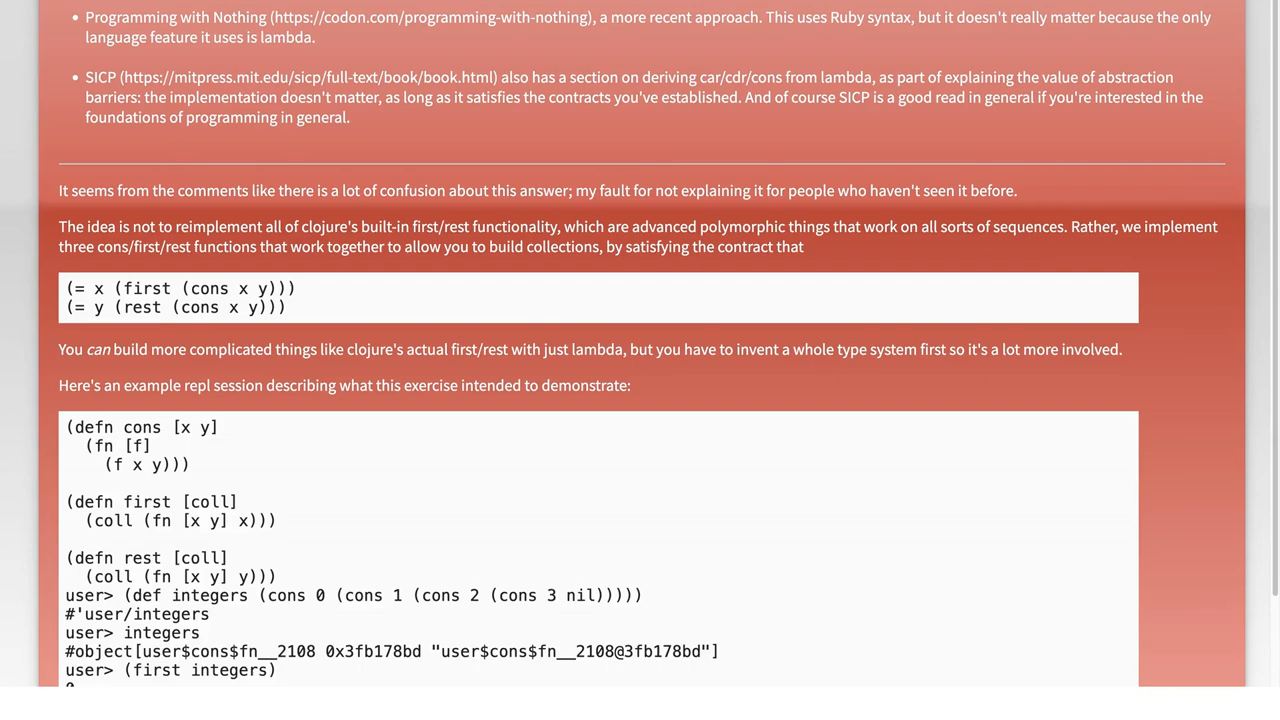 • Programming with Nothing (https://codon.com/programming-with-nothing), a more recent approach. This uses Ruby syntax, but it doesn't really matter because the only
language feature it uses is lambda.
• SICP (https://mitpress.mit.edu/sicp/full-text/book/book.html) also has a section on deriving car/cdr/cons from lambda, as part of explaining the value of abstraction
barriers: the implementation doesn't matter, as long as it satisfies the contracts you've established. And of course SICP is a good read in general if you're interested in the
foundations of programming in general.
It seems from the comments like there is a lot of confusion about this answer; my fault for not explaining it for people who haven't seen it before.
The idea is not to reimplement all of clojure's built-in first/rest functionality, which are advanced polymorphic things that work on all sorts of sequences. Rather, we implement
three cons/first/rest functions that work together to allow you to build collections, by satisfying the contract that
(= x (first (cons x y)))
(= y (rest (cons x y)))
You can build more complicated things like clojure's actual first/rest with just lambda, but you have to invent a whole type system first so it's a lot more involved.
Here's an example repl session describing what this exercise intended to demonstrate:
(defn cons [x y]
  (fn [f]
    (f x y)))
(defn first [coll]
  (coll (fn [x y] x)))
(defn rest [coll]
  (coll (fn [x y] y)))
user> (def integers (cons 0 (cons 1 (cons 2 (cons 3 nil)))))
#'user/integers
user> integers
#object[user$cons$fn__2108 0x3fb178bd "user$cons$fn__2108@3fb178bd"]
user> (first integers)